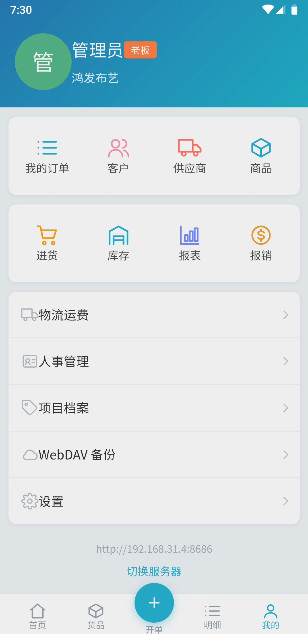 7:30
管
管理员 老板
鸿发布艺
我的订单 客户 供应商 商品
进货 库存 报表 报销
物流运费
人事管理
项目档案
WebDAV 备份
设置
http://192.168.31.4:8686
切换服务器
首页 货品 开单 明细 我的